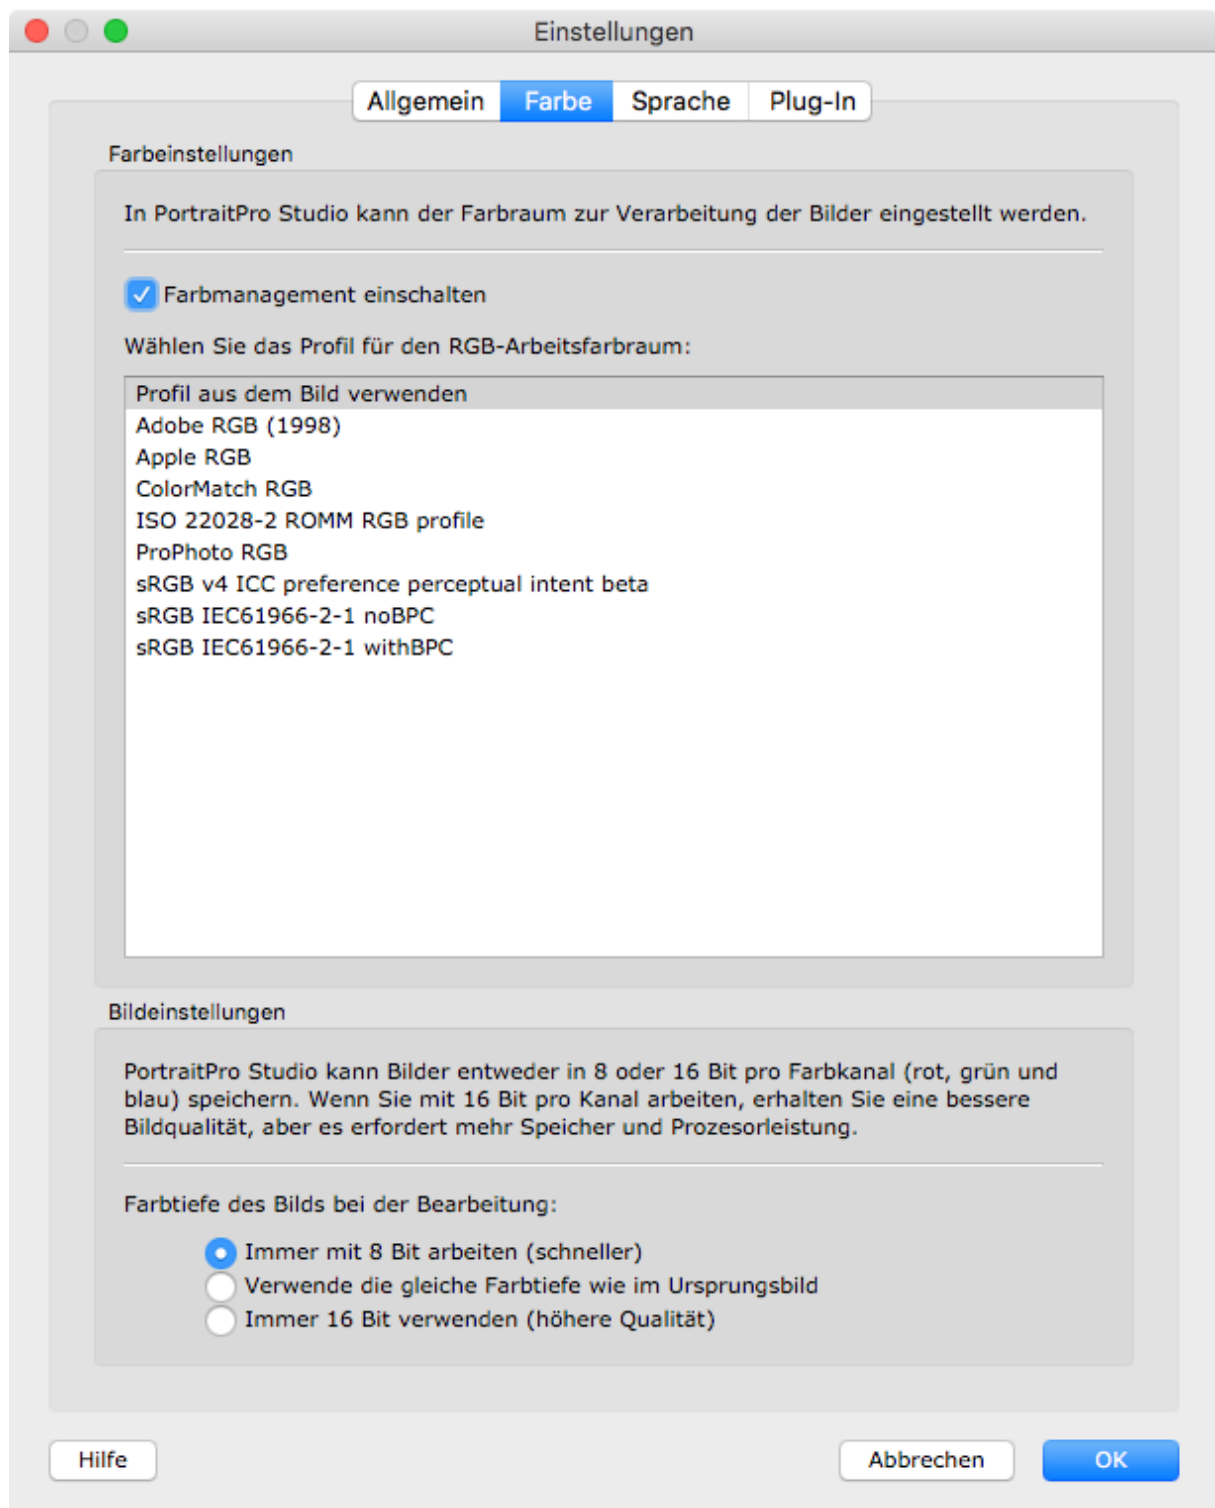 Einstellungen
Allgemein Farbe Sprache Plug-In
Farbeinstellungen
In PortraitPro Studio kann der Farbraum zur Verarbeitung der Bilder eingestellt werden.
Farbmanagement einschalten
Wählen Sie das Profil für den RGB-Arbeitsfarbraum:
Profil aus dem Bild verwenden
Adobe RGB (1998)
Apple RGB
ColorMatch RGB
ISO 22028-2 ROMM RGB profile
ProPhoto RGB
sRGB v4 ICC preference perceptual intent beta
sRGB IEC61966-2-1 noBPC
sRGB IEC61966-2-1 withBPC
Bildeinstellungen
PortraitPro Studio kann Bilder entweder in 8 oder 16 Bit pro Farbkanal (rot, grün und
blau) speichern. Wenn Sie mit 16 Bit pro Kanal arbeiten, erhalten Sie eine bessere
Bildqualität, aber es erfordert mehr Speicher und Prozesorleistung.
Farbtiefe des Bilds bei der Bearbeitung:
Immer mit 8 Bit arbeiten (schneller)
Verwende die gleiche Farbtiefe wie im Ursprungsbild
Immer 16 Bit verwenden (höhere Qualität)
Hilfe Abbrechen OK